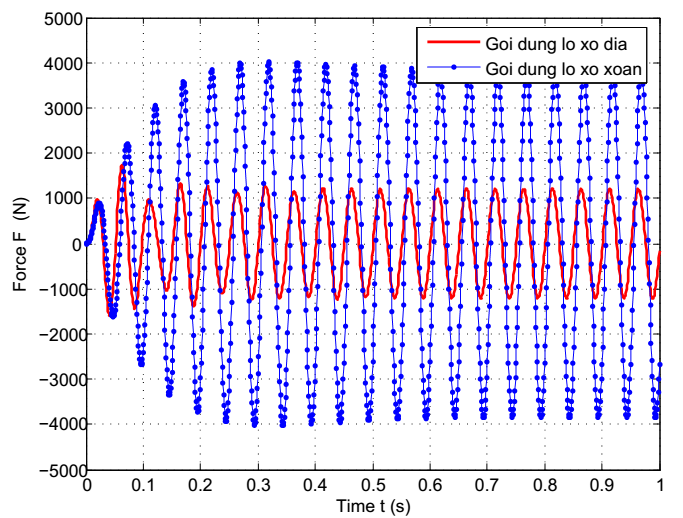 5000
4000
3000
2000
1000
0
−1000
−2000
−3000
−4000
−5000
Force F (N)
Goi dung lo xo dia
Goi dung lo xo xoan
0 0.1 0.2 0.3 0.4 0.5 0.6 0.7 0.8 0.9 1
Time t (s)